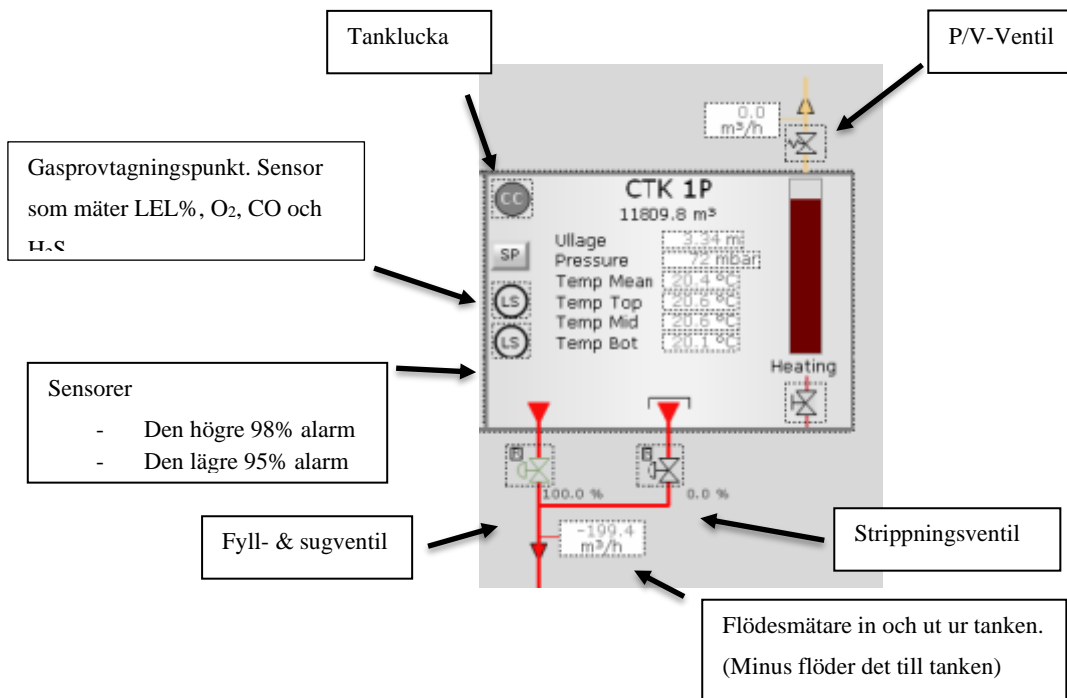 Tanklucka
P/V-Ventil
Gasprovtagningspunkt. Sensor
som mäter LEL%, O₂, CO och
H₂S
Sensorer
- Den högre 98% alarm
- Den lägre 95% alarm
Fyll- & sugventil
Strippningsventil
Flödesmätare in och ut ur tanken.
(Minus flöder det till tanken)
0.0
m³/h
CC
CTK 1P
11809.8 m³
SP
LS
LS
Ullage 3.34 m
Pressure 72 mbar
Temp Mean 20.4 °C
Temp Top 20.6 °C
Temp Mid 20.6 °C
Temp Bot 20.1 °C
Heating
100.0 %
0.0 %
-199.4
m³/h